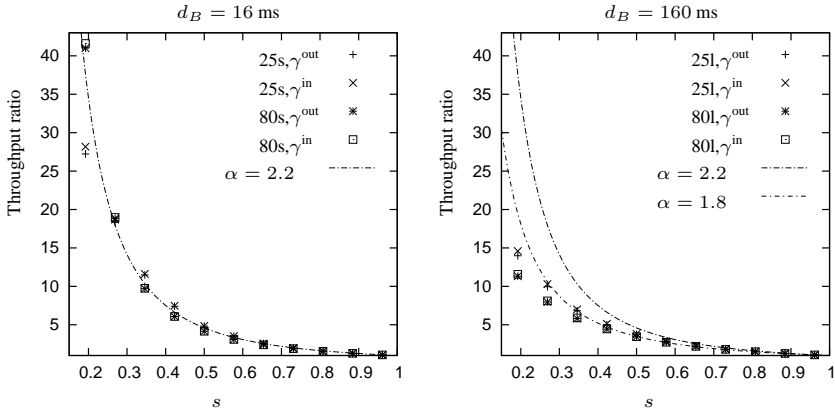 d_B = 16 ms
Throughput ratio
40
35
30
25
20
15
10
5
0.2 0.3 0.4 0.5 0.6 0.7 0.8 0.9 1
s
25s,γ^out
25s,γ^in
80s,γ^out
80s,γ^in
α = 2.2
d_B = 160 ms
Throughput ratio
40
35
30
25
20
15
10
5
0.2 0.3 0.4 0.5 0.6 0.7 0.8 0.9 1
s
25l,γ^out
25l,γ^in
80l,γ^out
80l,γ^in
α = 2.2
α = 1.8